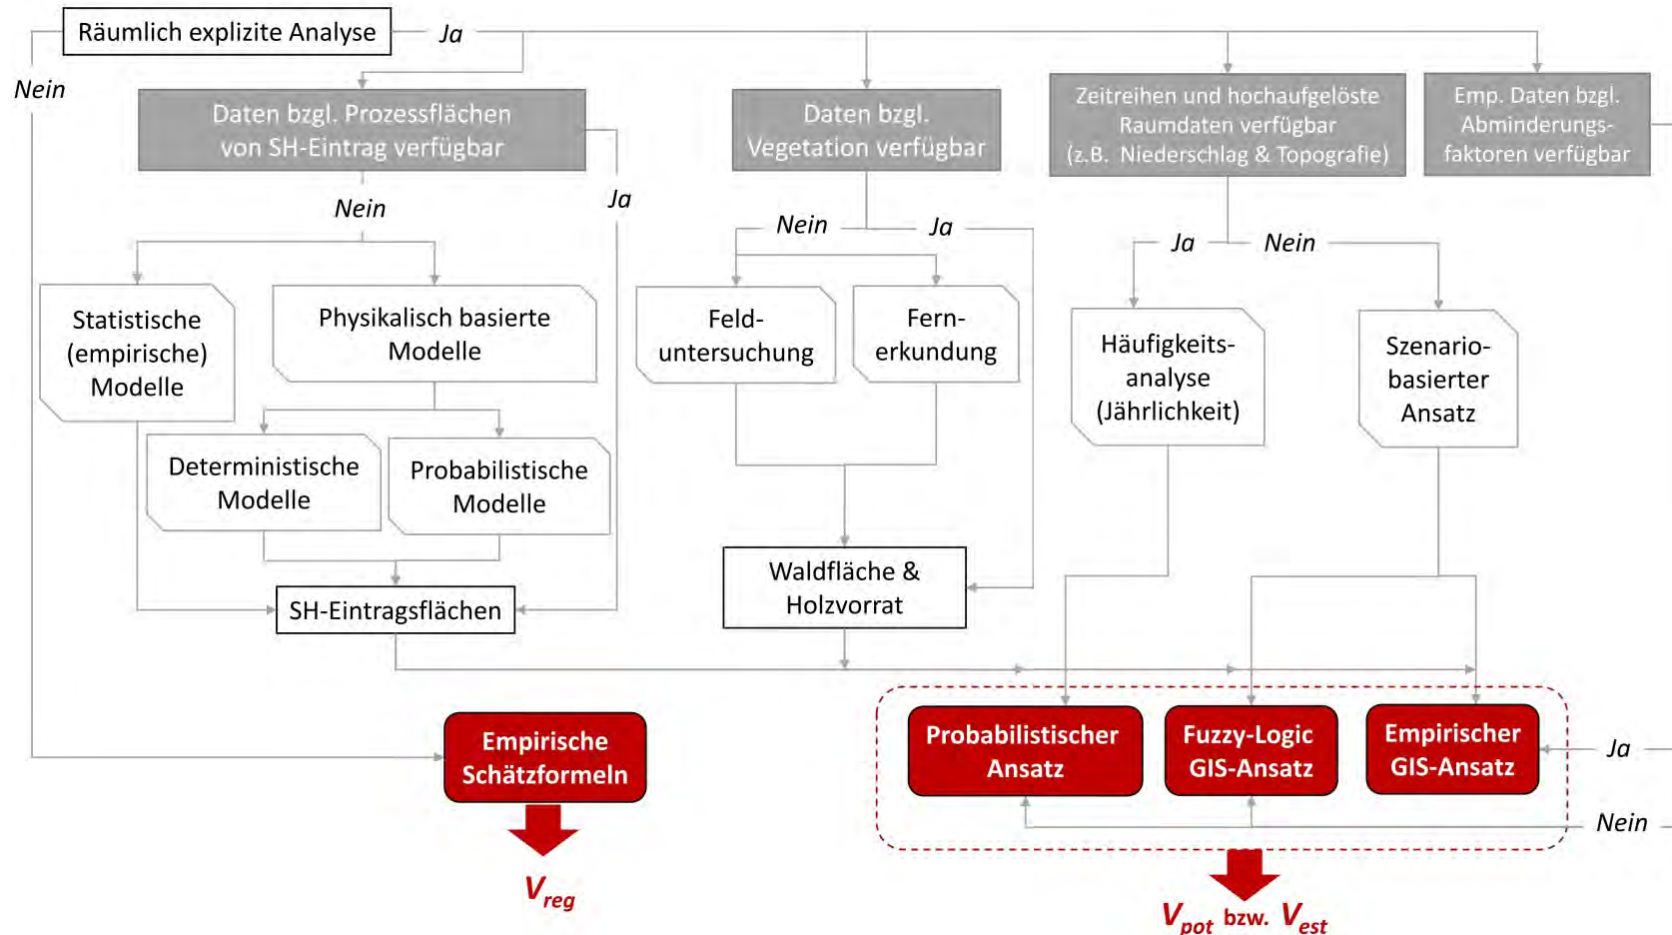 Räumlich explizite Analyse
Ja
Nein
Daten bzgl. Prozessflächen
von SH-Eintrag verfügbar
Daten bzgl.
Vegetation verfügbar
Zeitreihen und hochaufgelöste
Raumdaten verfügbar
(z.B. Niederschlag & Topografie)
Emp. Daten bzgl.
Abminderungs-
faktoren verfügbar
Nein
Ja
Nein
Ja
Ja
Nein
Statistische
(empirische)
Modelle
Physikalisch basierte
Modelle
Feld-
untersuchung
Fern-
erkundung
Häufigkeits-
analyse
(Jährlichkeit)
Szenario-
basierter
Ansatz
Deterministische
Modelle
Probabilistische
Modelle
SH-Eintragsflächen
Waldfläche &
Holzvorrat
Empirische
Schätzformeln
Probabilistischer
Ansatz
Fuzzy-Logic
GIS-Ansatz
Empirischer
GIS-Ansatz
Ja
Nein
Vreg
Vpot bzw. Vest